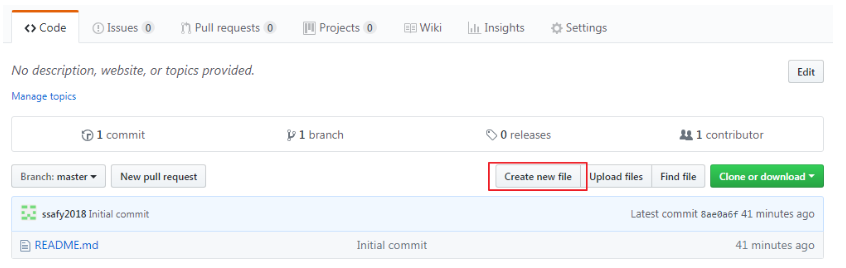 Code Issues 0 Pull requests 0 Projects 0 Wiki Insights Settings
No description, website, or topics provided. Edit
Manage topics
1 commit 1 branch 0 releases 1 contributor
Branch: master New pull request Create new file Upload files Find file Clone or download
ssafy2018 Initial commit Latest commit 8ae0a6f 41 minutes ago
README.md Initial commit 41 minutes ago